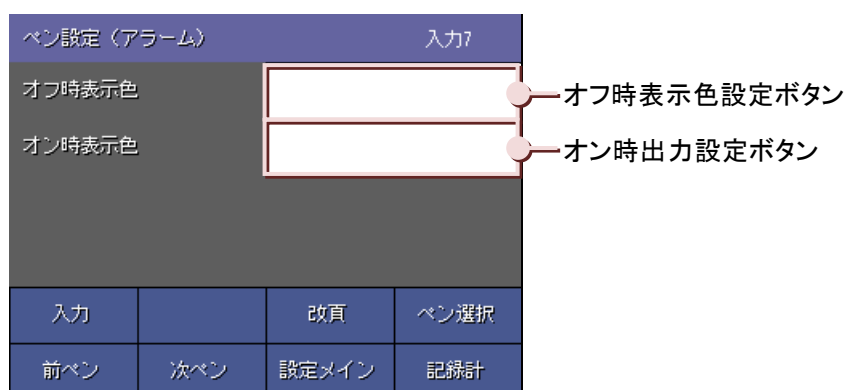 ペン設定（アラーム） 入力7
オフ時表示色 オフ時表示色設定ボタン
オン時表示色 オン時出力設定ボタン
入力 改頁 ペン選択
前ペン 次ペン 設定メイン 記録計